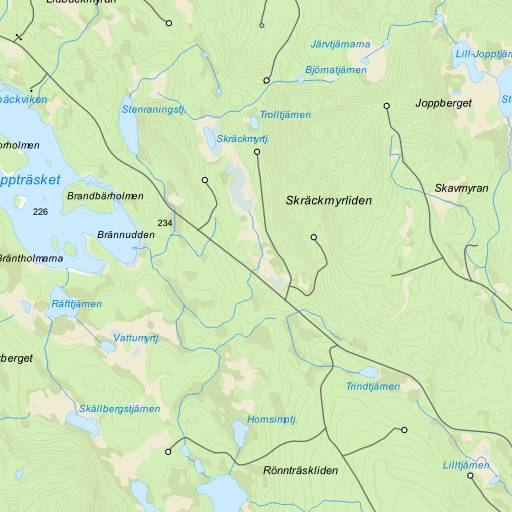 Järvtjärnarna
Lill-Jopptjärn
Björnatjärnen
Stenraningstj.
Trolltjärnen
Joppberget
Skräckmyrtj.
Skavmyran
Brandbärholmen
Skräckmyrliden
226
234
Brännudden
Bräntholmarna
Räfttjärnen
Vattumyrtj.
Trindtjärnen
Skällbergstjärnen
Homsimptj.
Rönnträskliden
Lilltjärnen